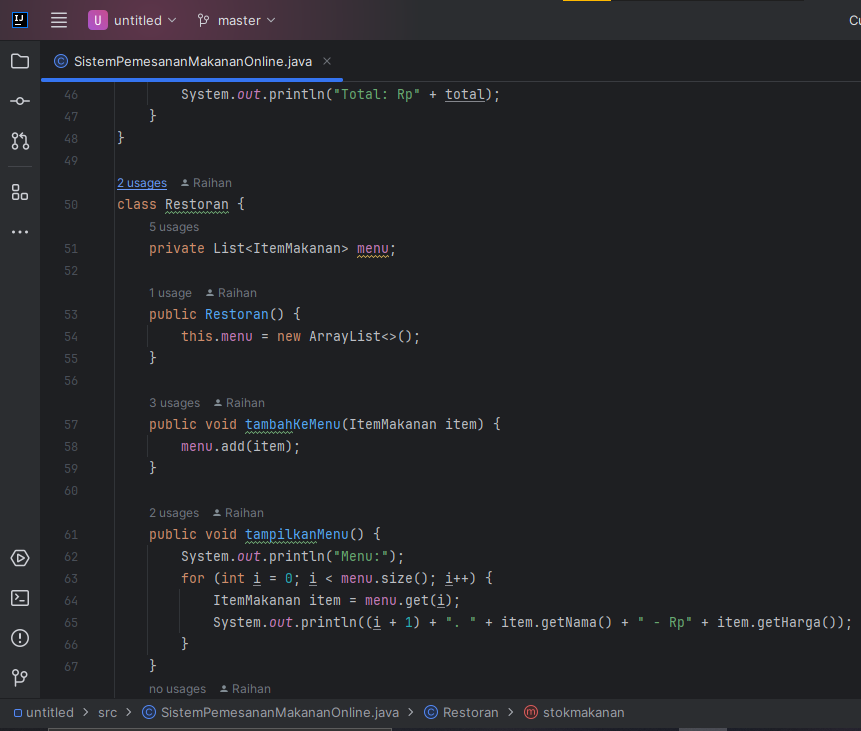 IJ U untitled master Cu
SistemPemesananMakananOnline.java
46 System.out.println("Total: Rp" + total);
47 }
48 }
49
2 usages Raihan
50 class Restoran {
5 usages
51 private List<ItemMakanan> menu;
52
1 usage Raihan
53 public Restoran() {
54 this.menu = new ArrayList<>();
55 }
56
3 usages Raihan
57 public void tambahKeMenu(ItemMakanan item) {
58 menu.add(item);
59 }
60
2 usages Raihan
61 public void tampilkanMenu() {
62 System.out.println("Menu:");
63 for (int i = 0; i < menu.size(); i++) {
64 ItemMakanan item = menu.get(i);
65 System.out.println((i + 1) + ". " + item.getNama() + " - Rp" + item.getHarga());
66 }
67 }
no usages Raihan
untitled > src > SistemPemesananMakananOnline.java > Restoran > stokmakanan